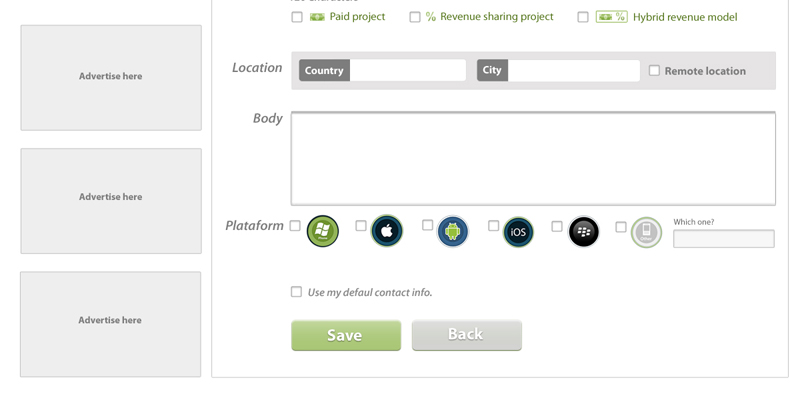 Paid project
% Revenue sharing project
% Hybrid revenue model
Advertise here
Location
Country
City
Remote location
Body
Advertise here
Plataform
iOS
Which one?
Use my defaul contact info.
Advertise here
Save
Back